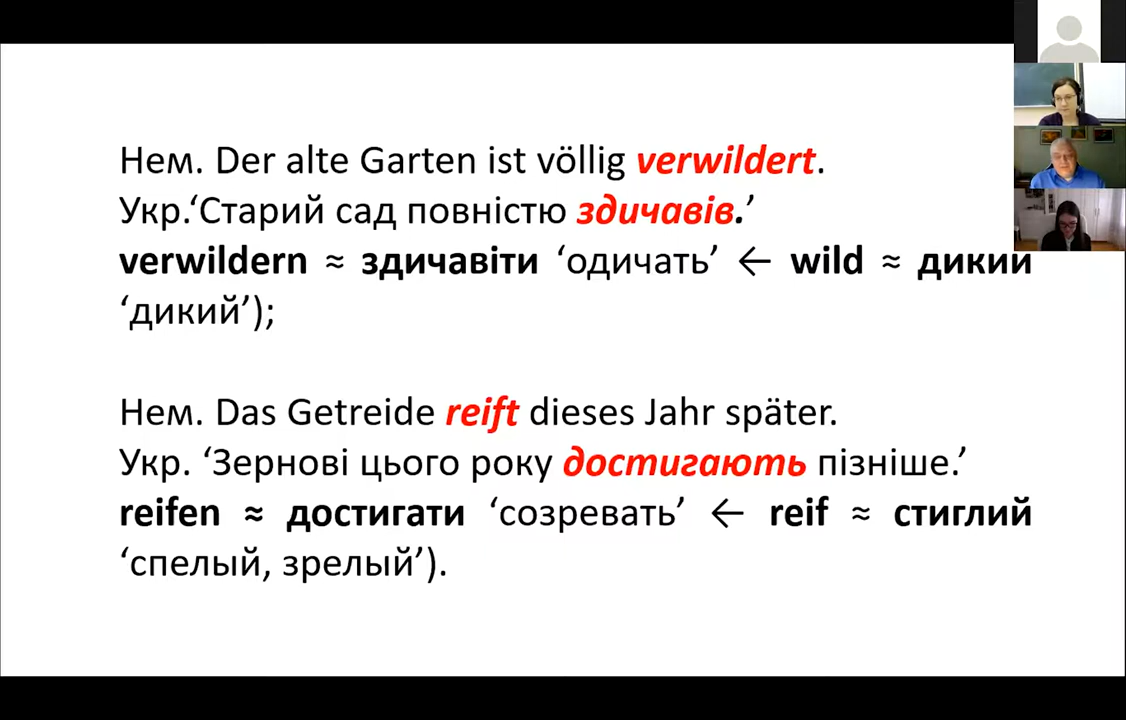 Нем. Der alte Garten ist völlig verwildert.
Укр.‘Старий сад повністю здичавів.’
verwildern ≈ здичавіти ‘одичать’ ← wild ≈ дикий
‘дикий’);
Нем. Das Getreide reift dieses Jahr später.
Укр. ‘Зернові цього року достигають пізніше.’
reifen ≈ достигати ‘созревать’ ← reif ≈ стиглий
‘спелый, зрелый’).